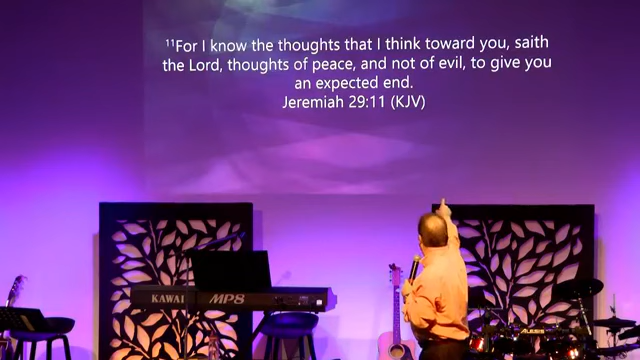 ¹¹For I know the thoughts that I think toward you, saith
the Lord, thoughts of peace, and not of evil, to give you
an expected end.
Jeremiah 29:11 (KJV)
KAWAI MP8
ALESIS